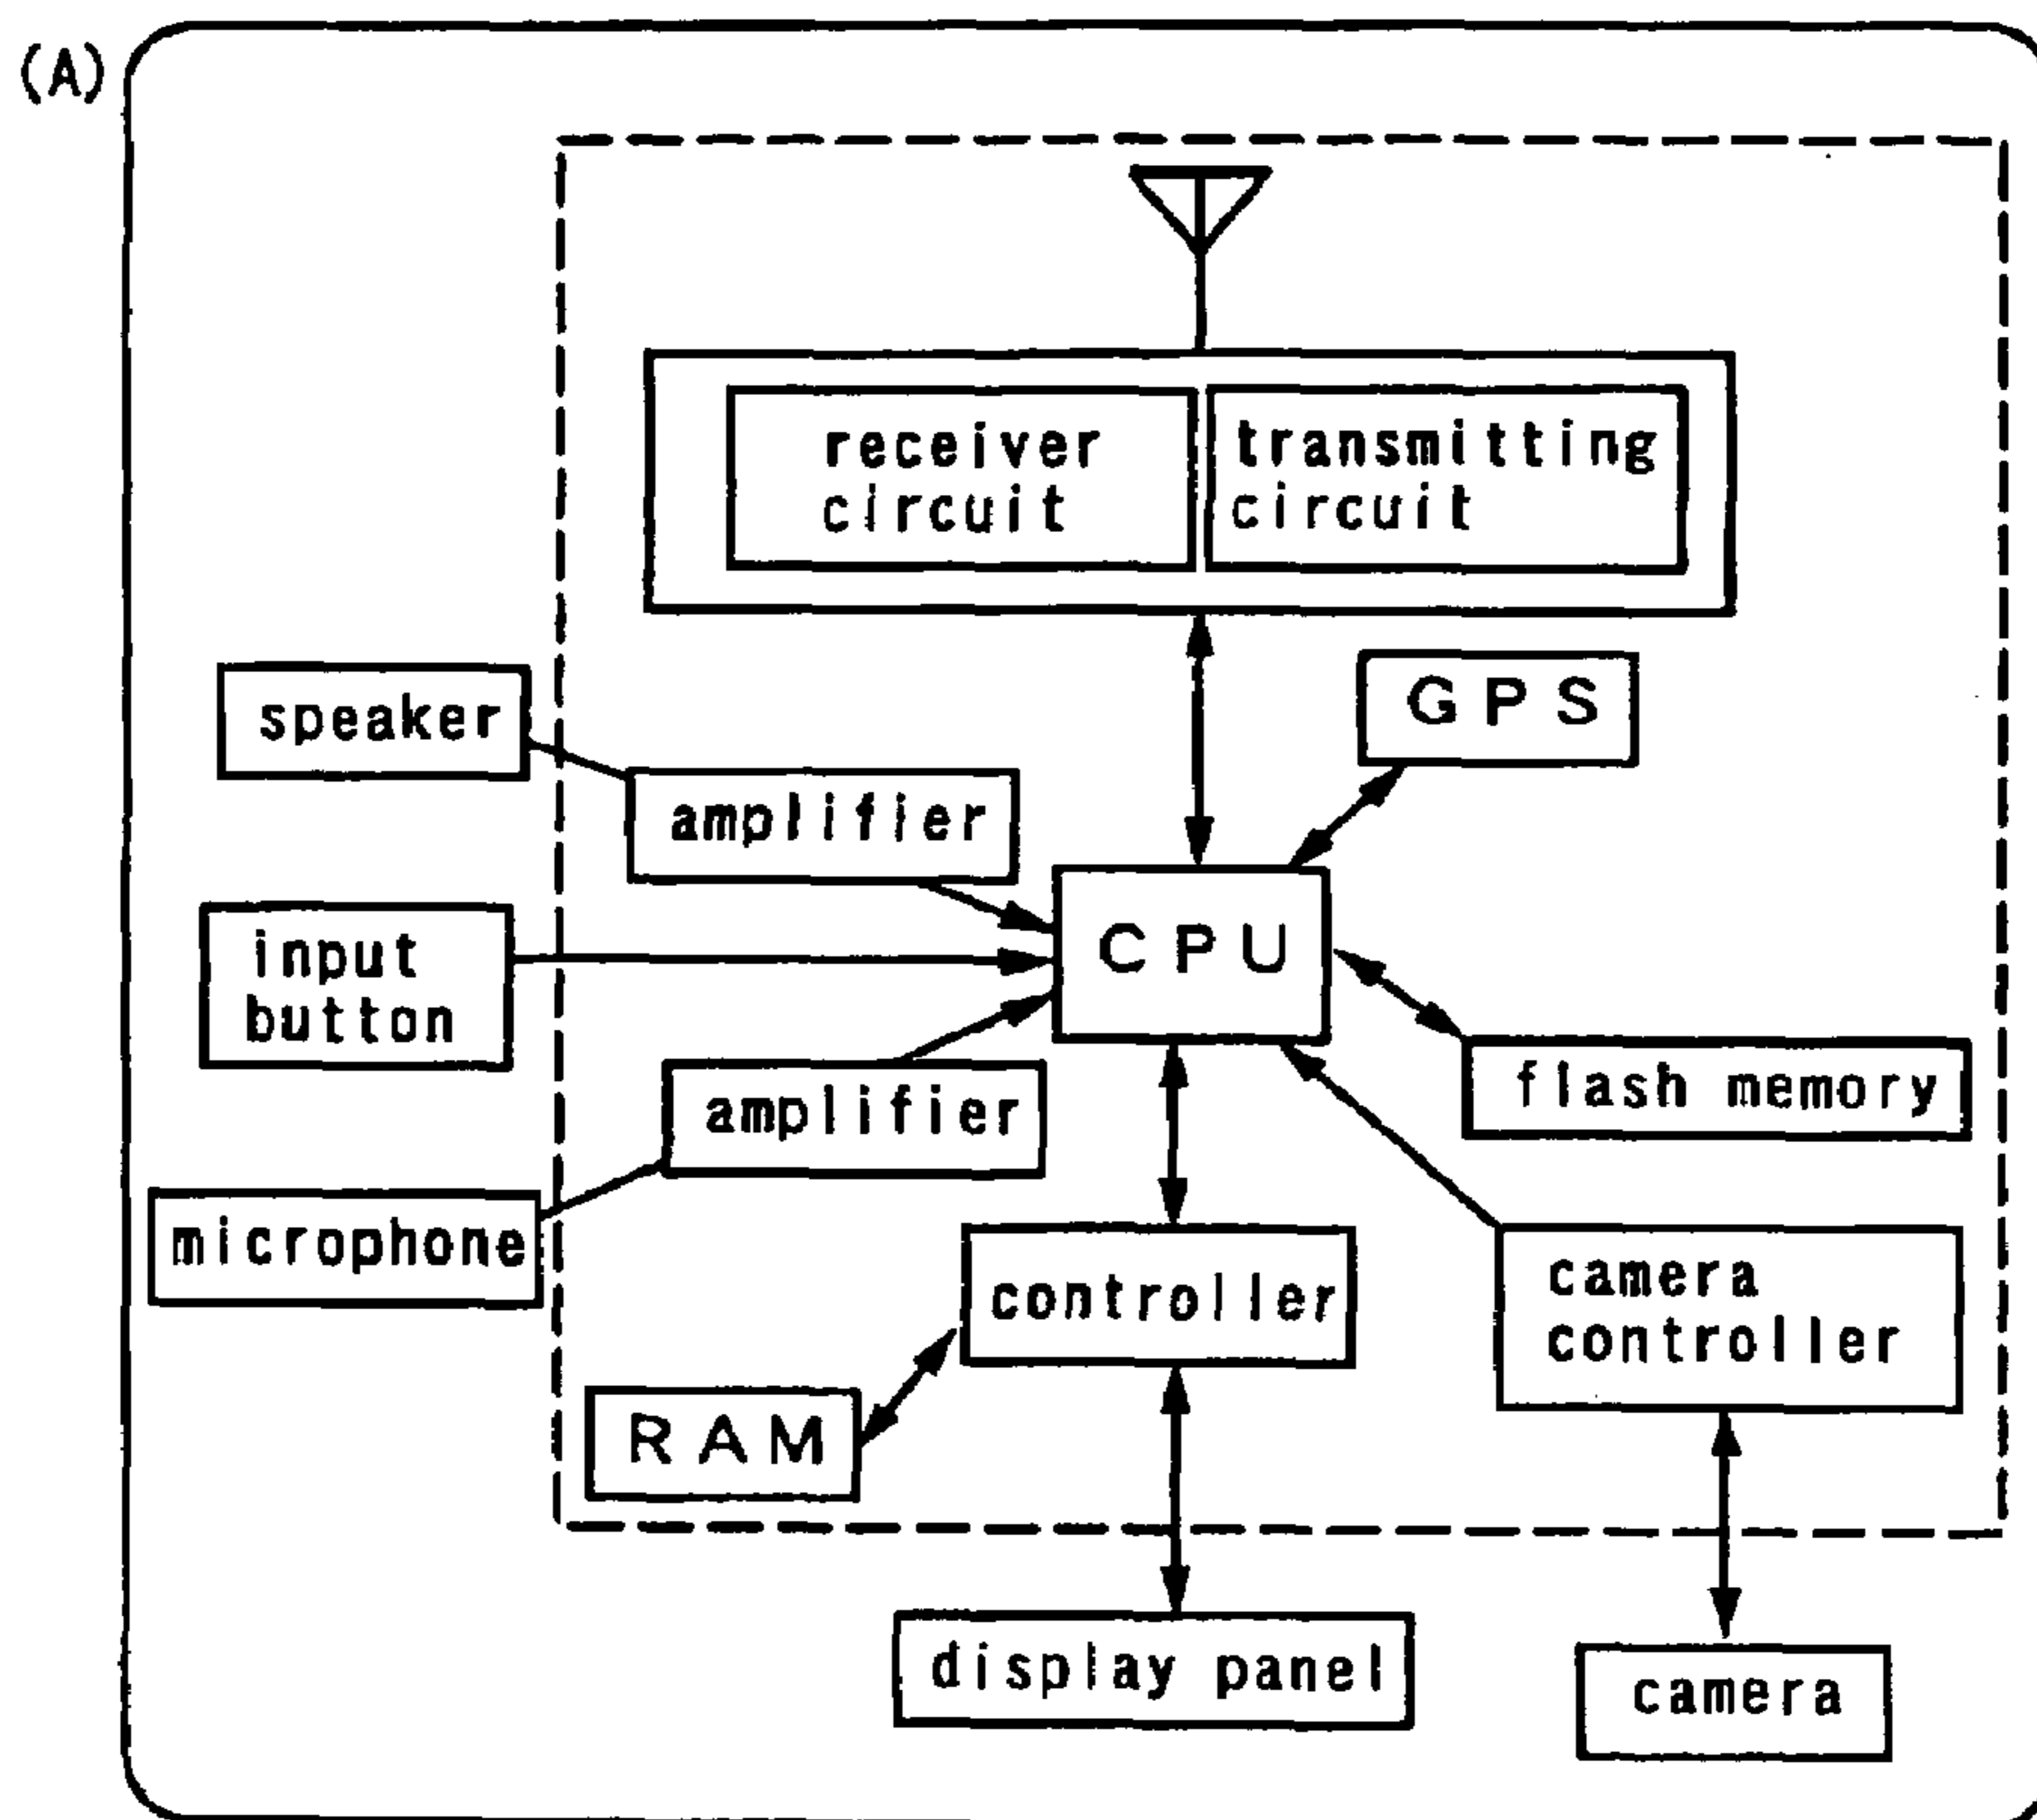 (A)
receiver
circuit
transmitting
circuit
speaker
GPS
amplifier
CPU
input
button
flash memory
amplifier
microphone
controller
camera
controller
RAM
display panel
camera